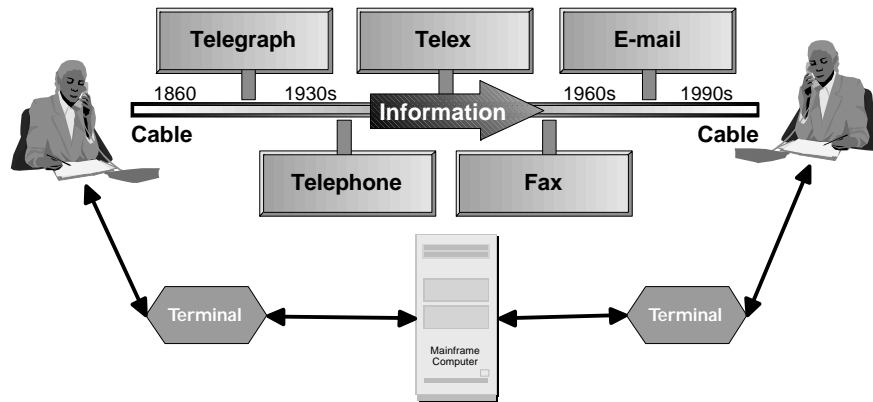 Telegraph
Telex
E-mail
1860
1930s
1960s
1990s
Information
Cable
Cable
Telephone
Fax
Terminal
Terminal
Mainframe
Computer